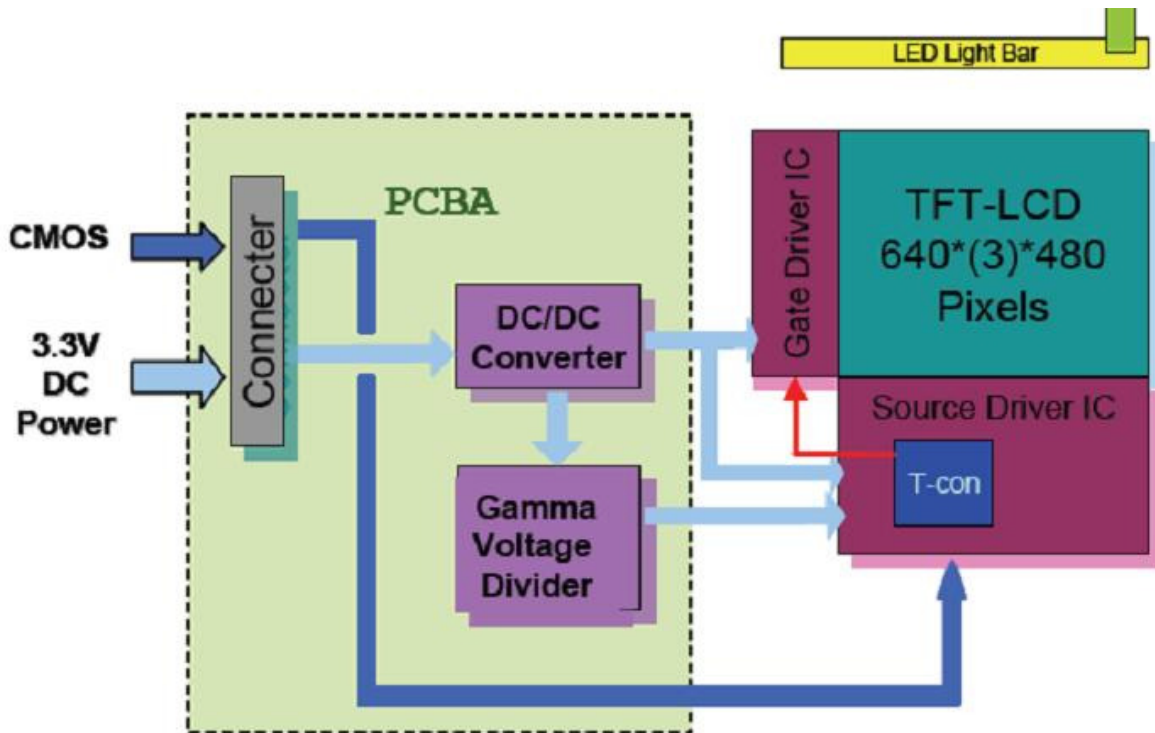 LED Light Bar
PCBA
CMOS
3.3V
DC
Power
Connecter
DC/DC
Converter
Gamma
Voltage
Divider
Gate Driver IC
TFT-LCD
640*(3)*480
Pixels
Source Driver IC
T-con